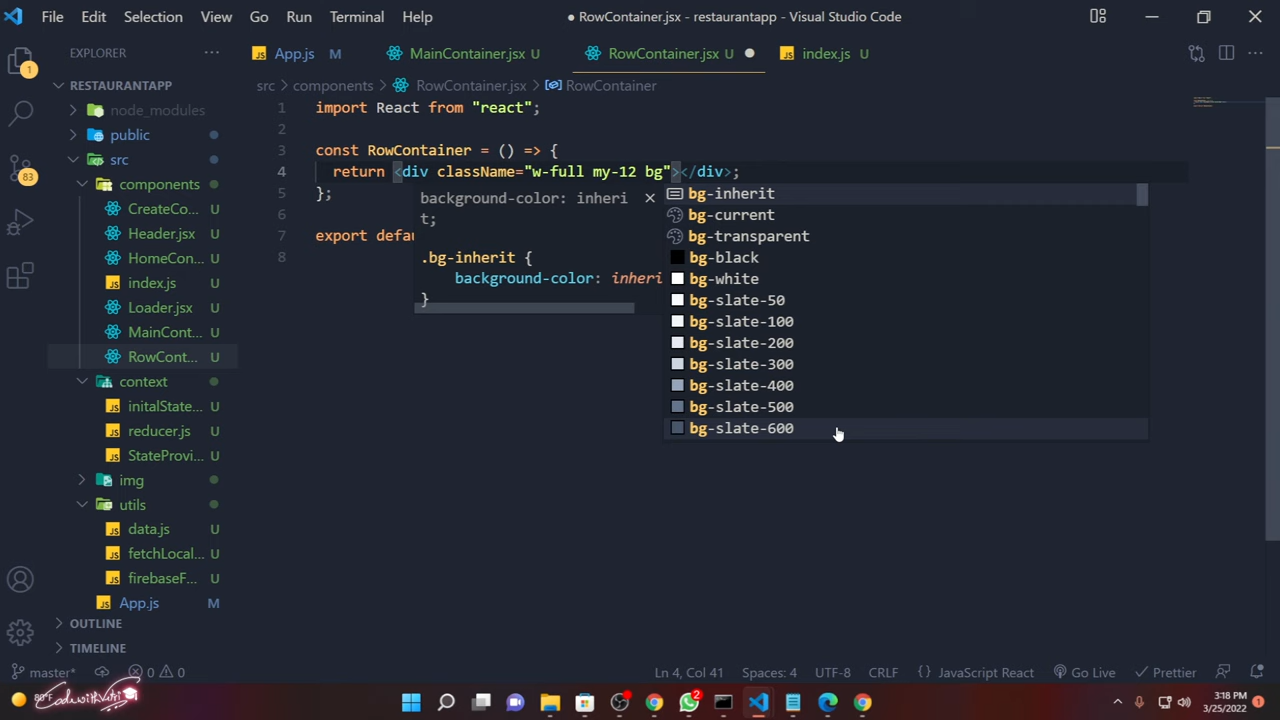 File Edit Selection View Go Run Terminal Help
● RowContainer.jsx - restaurantapp - Visual Studio Code
EXPLORER
App.js M
MainContainer.jsx U
RowContainer.jsx U
index.js U
RESTAURANTAPP
node_modules
public
src
components
CreateCo...
Header.jsx U
HomeCon... U
index.js U
Loader.jsx U
MainCont... U
RowCont... U
context
initalState... U
reducer.js U
StateProvi... U
img
utils
data.js U
fetchLocal... U
firebaseF... U
App.js M
OUTLINE
TIMELINE
1
83
src > components > RowContainer.jsx > RowContainer
1 import React from "react";
2
3 const RowContainer = () => {
4 return <div className="w-full my-12 bg"></div>;
5 };
6
7 export defau
8
background-color: inheri
t;
.bg-inherit {
background-color: inheri
}
bg-inherit
bg-current
bg-transparent
bg-black
bg-white
bg-slate-50
bg-slate-100
bg-slate-200
bg-slate-300
bg-slate-400
bg-slate-500
bg-slate-600
master* 0 0
Ln 4, Col 41 Spaces: 4 UTF-8 CRLF {} JavaScript React Go Live Prettier
80°F
2
3:18 PM
3/25/2022